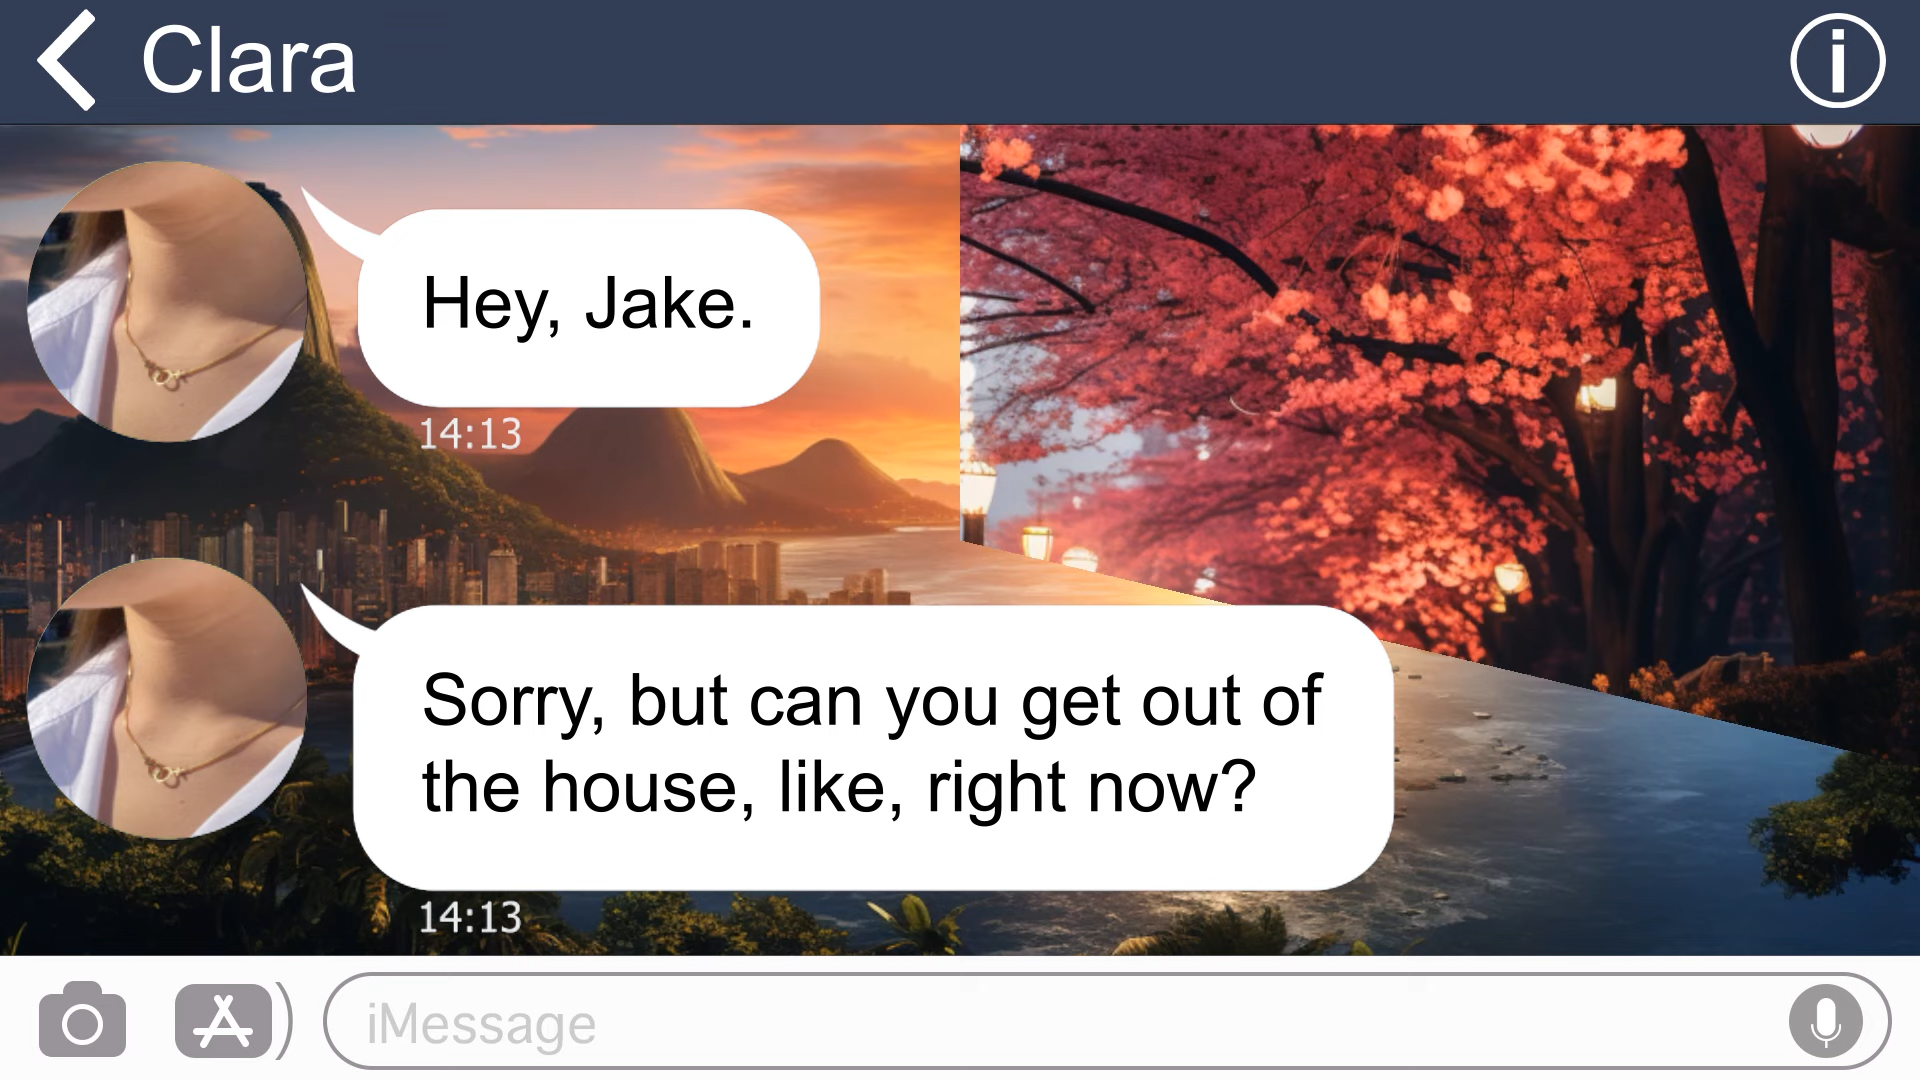 Clara
Hey, Jake.
14:13
Sorry, but can you get out of
the house, like, right now?
14:13
iMessage